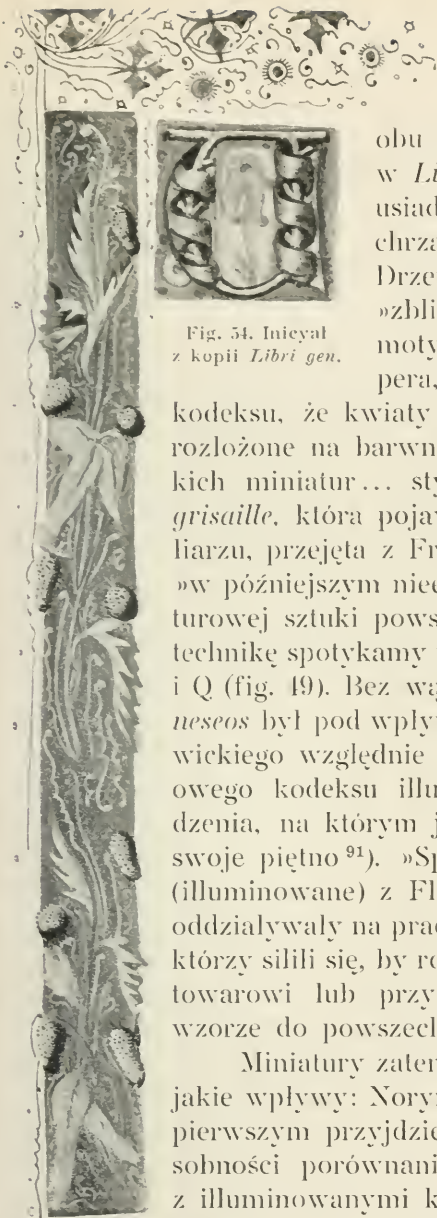 obu
w Li
usiad
chrza
Drze
»zbli
moty
pera,
Fig. 54. Inicyał
z kopii Libri gen.
kodeksu, że kwiaty
rozłożone na barwn
kich miniatur... sty
grisaille, która poja
liarzu, przejęta z Fr
»w późniejszym niee
turowej sztuki pows
technikę spotykamy
i Q (fig. 49). Bez wą
neseos był pod wpły
wickiego względnie
owego kodeksu illu
dzenia, na którym j
swoje piętno 91). »Sp
(illuminowane) z Fl
oddziaływały na prac
którzy silili się, by ro
towarowi lub przy
wzorze do powszech
Miniatury zater
jakie wpływy: Nory
pierwszym przyjdzie
sobności porównani
z illuminowanymi k